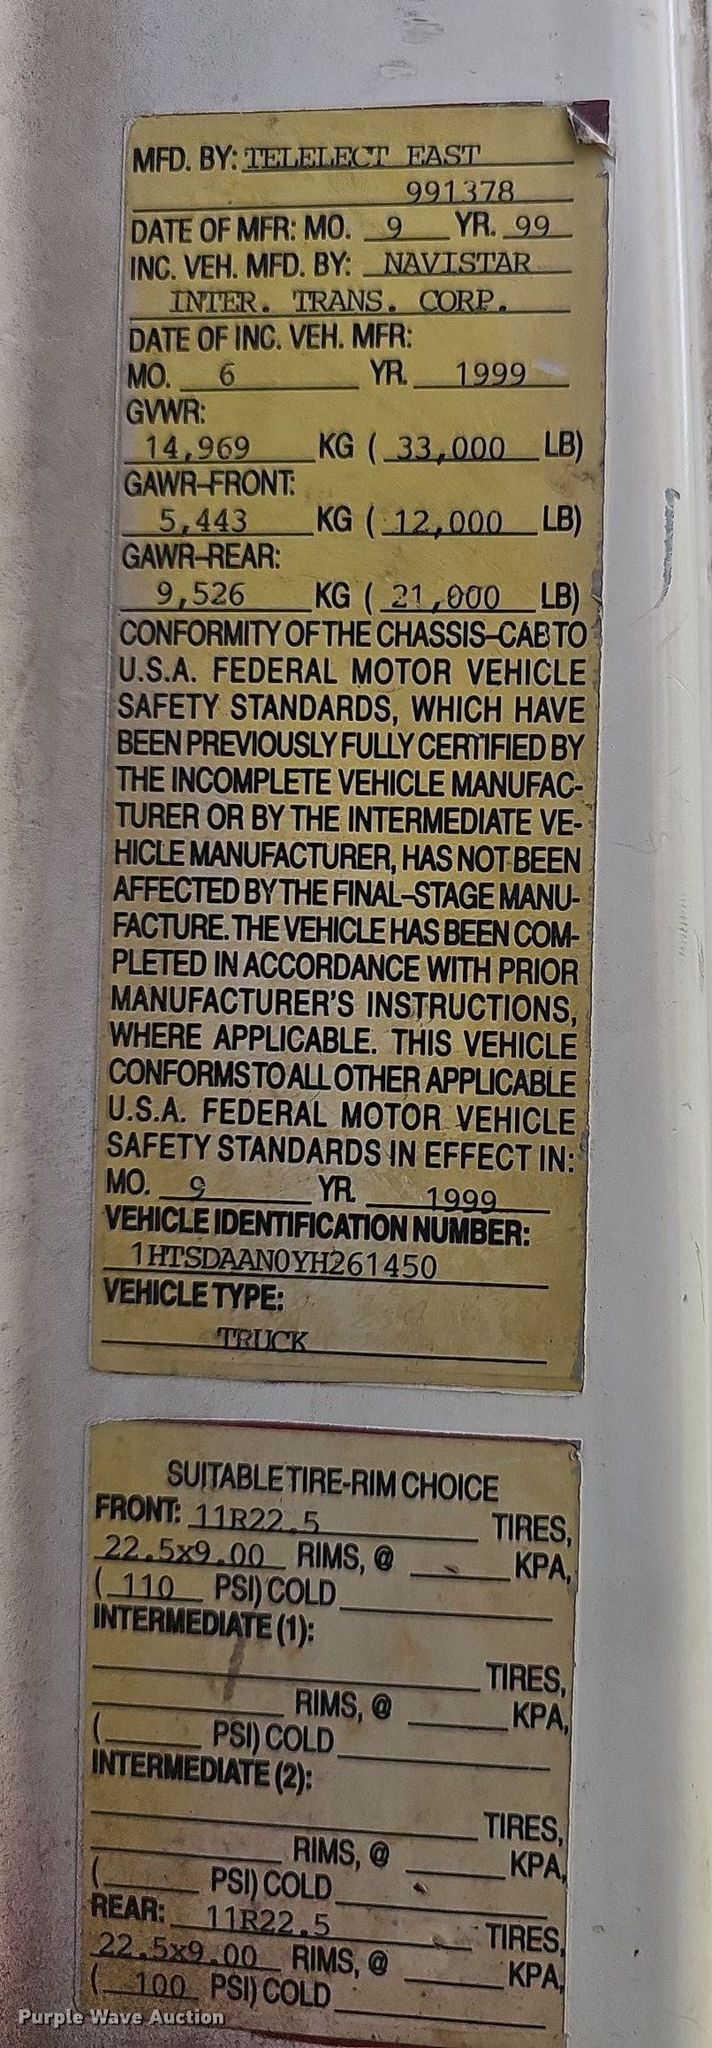 MFD. BY: TELELECT EAST
991378
DATE OF MFR: MO. 9 YR. 99
INC. VEH. MFD. BY: NAVISTAR
INTER. TRANS. CORP.
DATE OF INC. VEH. MFR:
MO. 6 YR. 1999
GVWR:
14,969 KG ( 33,000 LB)
GAWR-FRONT:
5,443 KG ( 12,000 LB)
GAWR-REAR:
9,526 KG ( 21,000 LB)
CONFORMITY OF THE CHASSIS-CAB TO
U.S.A. FEDERAL MOTOR VEHICLE
SAFETY STANDARDS, WHICH HAVE
BEEN PREVIOUSLY FULLY CERTIFIED BY
THE INCOMPLETE VEHICLE MANUFAC-
TURER OR BY THE INTERMEDIATE VE-
HICLE MANUFACTURER, HAS NOT BEEN
AFFECTED BY THE FINAL-STAGE MANU-
FACTURE. THE VEHICLE HAS BEEN COM-
PLETED IN ACCORDANCE WITH PRIOR
MANUFACTURER'S INSTRUCTIONS,
WHERE APPLICABLE. THIS VEHICLE
CONFORMS TO ALL OTHER APPLICABLE
U.S.A. FEDERAL MOTOR VEHICLE
SAFETY STANDARDS IN EFFECT IN:
MO. 9 YR. 1999
VEHICLE IDENTIFICATION NUMBER:
1HTSDAAN0YH261450
VEHICLE TYPE:
TRUCK
SUITABLE TIRE-RIM CHOICE
FRONT: 11R22.5 TIRES,
22.5x9.00 RIMS, @ KPA,
( 110 PSI) COLD
INTERMEDIATE (1):
TIRES,
RIMS, @ KPA,
( PSI) COLD
INTERMEDIATE (2):
TIRES,
RIMS, @ KPA,
( PSI) COLD
REAR: 11R22.5 TIRES,
22.5x9.00 RIMS, @ KPA,
( 100 PSI) COLD
Purple Wave Auction